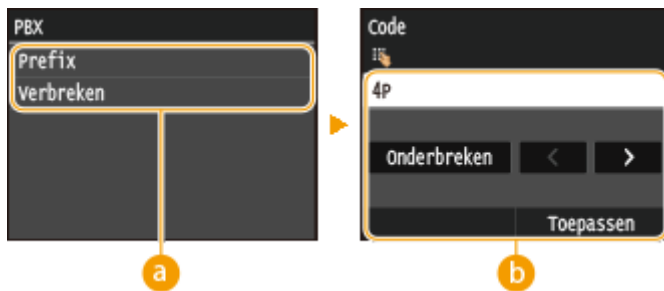 PBX
Prefix
Verbreken
a
Code
4P
Onderbreken < >
Toepassen
b